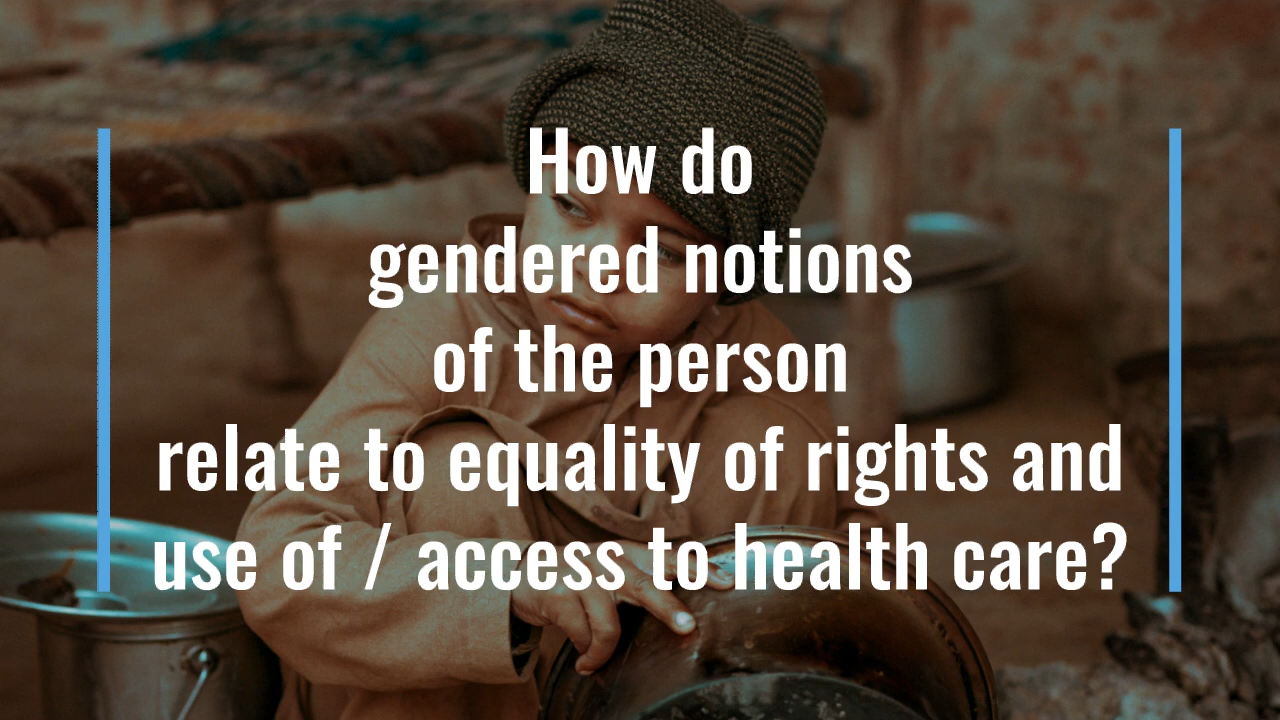 How do
gendered notions
of the person
relate to equality of rights and
use of / access to health care?